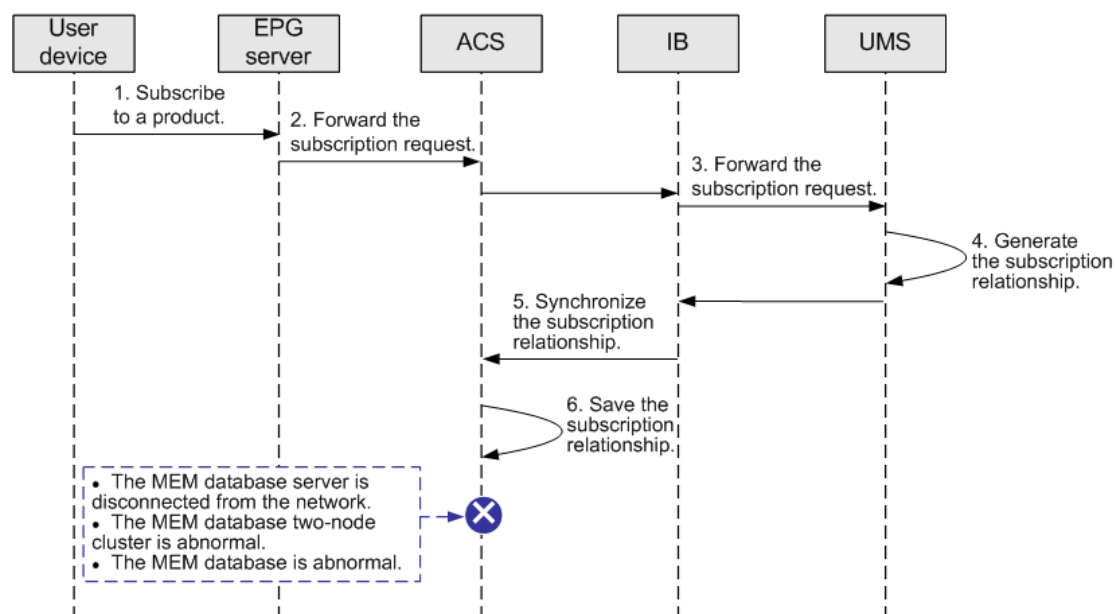 User
device
EPG
server
ACS
IB
UMS
1. Subscribe
to a product.
2. Forward the
subscription request.
3. Forward the
subscription request.
4. Generate
the subscription
relationship.
5. Synchronize
the subscription
relationship.
6. Save the
subscription
relationship.
• The MEM database server is
disconnected from the network.
• The MEM database two-node
cluster is abnormal.
• The MEM database is abnormal.